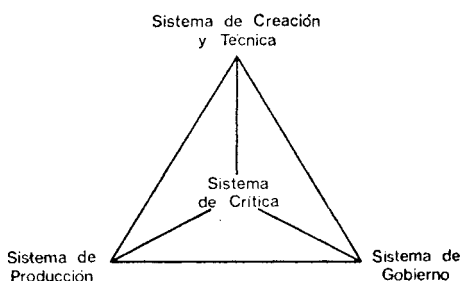 Sistema de Creación
y Técnica
Sistema
de Crítica
Sistema de
Producción
Sistema de
Gobierno